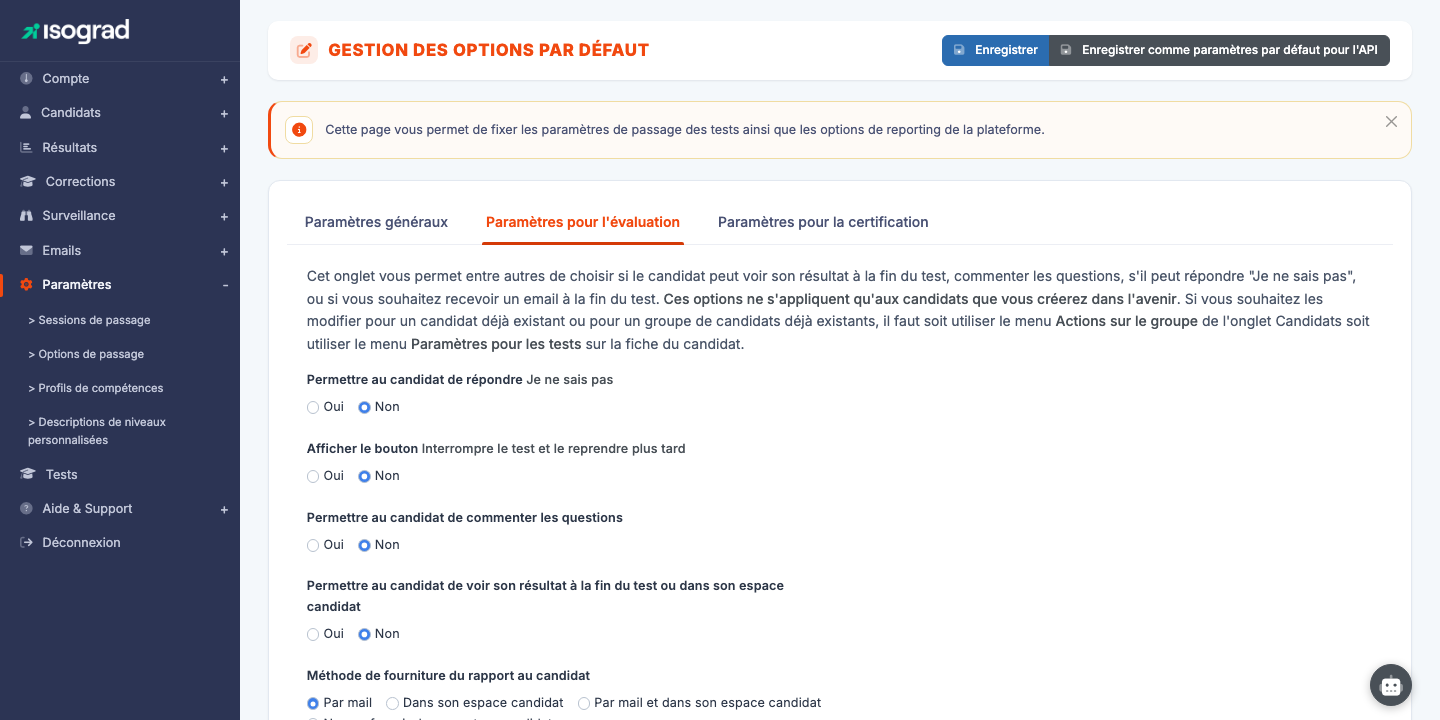 isograd
Compte +
Candidats +
Résultats +
Corrections +
Surveillance +
Emails +
Paramètres -
> Sessions de passage
> Options de passage
> Profils de compétences
> Descriptions de niveaux
personnalisées
Tests
Aide & Support +
Déconnexion
GESTION DES OPTIONS PAR DÉFAUT
Enregistrer
Enregistrer comme paramètres par défaut pour l'API
Cette page vous permet de fixer les paramètres de passage des tests ainsi que les options de reporting de la plateforme.
Paramètres généraux
Paramètres pour l'évaluation
Paramètres pour la certification
Cet onglet vous permet entre autres de choisir si le candidat peut voir son résultat à la fin du test, commenter les questions, s'il peut répondre "Je ne sais pas",
ou si vous souhaitez recevoir un email à la fin du test. Ces options ne s'appliquent qu'aux candidats que vous créerez dans l'avenir. Si vous souhaitez les
modifier pour un candidat déjà existant ou pour un groupe de candidats déjà existants, il faut soit utiliser le menu Actions sur le groupe de l'onglet Candidats soit
utiliser le menu Paramètres pour les tests sur la fiche du candidat.
Permettre au candidat de répondre Je ne sais pas
Oui Non
Afficher le bouton Interrompre le test et le reprendre plus tard
Oui Non
Permettre au candidat de commenter les questions
Oui Non
Permettre au candidat de voir son résultat à la fin du test ou dans son espace
candidat
Oui Non
Méthode de fourniture du rapport au candidat
Par mail Dans son espace candidat Par mail et dans son espace candidat